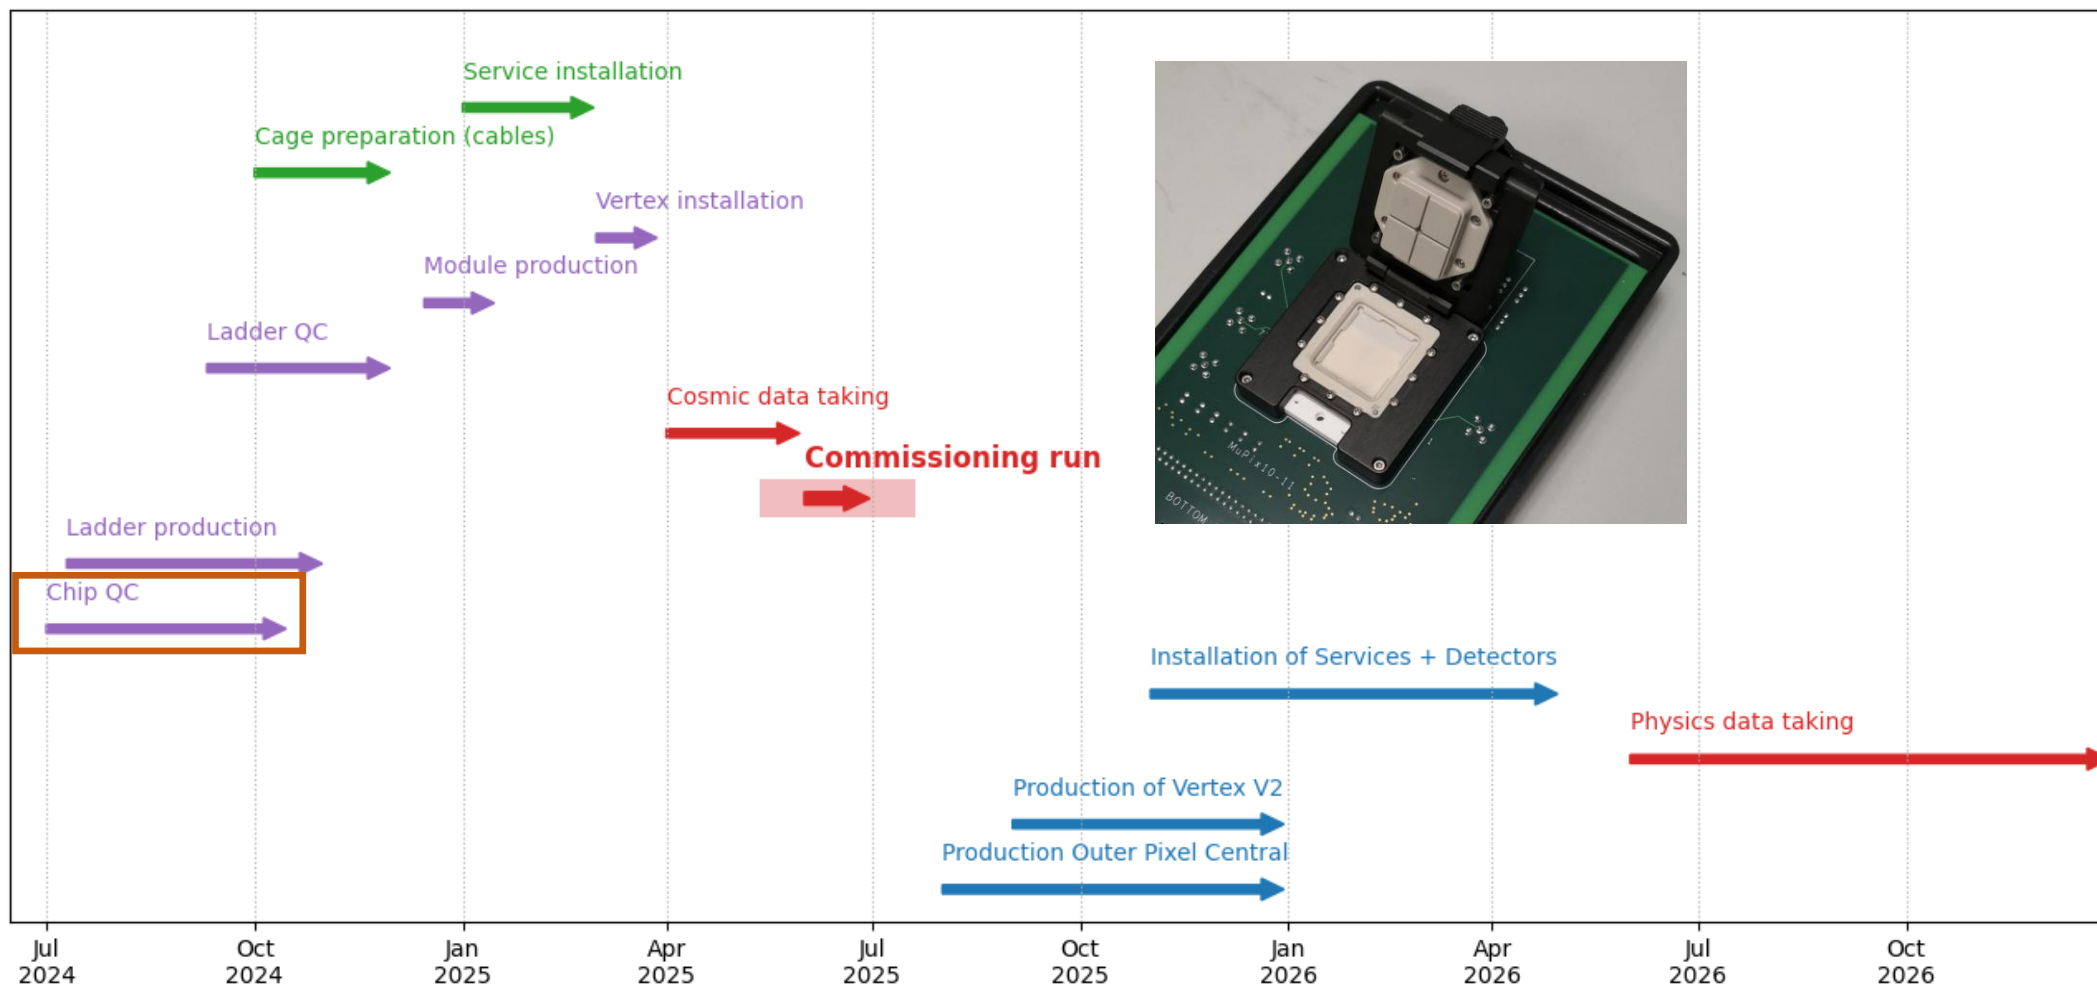 Service installation
Cage preparation (cables)
Vertex installation
Module production
Ladder QC
Cosmic data taking
Commissioning run
Ladder production
Chip QC
MuPix10-11
BOTTOM
Installation of Services + Detectors
Physics data taking
Production of Vertex V2
Production Outer Pixel Central
Jul
2024
Oct
2024
Jan
2025
Apr
2025
Jul
2025
Oct
2025
Jan
2026
Apr
2026
Jul
2026
Oct
2026